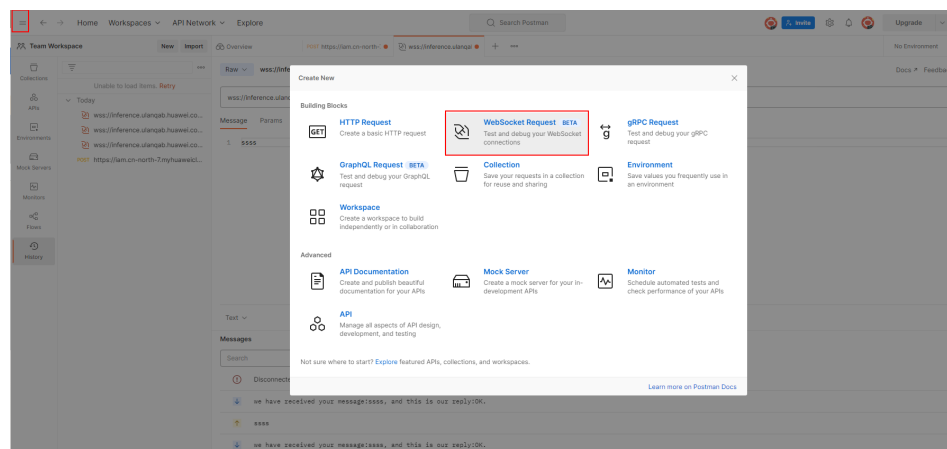 Home Workspaces API Network Explore
Search Postman
Invite
Upgrade
Team Workspace
New Import
Overview
POST https://iam.cn-north-
wss://inference.ulanqab
No Environment
Collections
APIs
Environments
Mock Servers
Monitors
Flows
History
Unable to load items. Retry
Today
wss://inference.ulanqab.huawei.co...
wss://inference.ulanqab.huawei.co...
wss://inference.ulanqab.huawei.co...
POST https://iam.cn-north-7.myhuaweicl...
Raw wss://infe
Docs Feedbac
wss://inference.ulan
Message Params
1 ssss
Create New
Building Blocks
GET
HTTP Request
Create a basic HTTP request
WebSocket Request BETA
Test and debug your WebSocket
connections
g
gRPC Request
Test and debug your gRPC
request
GraphQL Request BETA
Test and debug your GraphQL
request
Collection
Save your requests in a collection
for reuse and sharing
Environment
Save values you frequently use in
an environment
Workspace
Create a workspace to build
independently or in collaboration
Advanced
API Documentation
Create and publish beautiful
documentation for your APIs
Mock Server
Create a mock server for your in-
development APIs
Monitor
Schedule automated tests and
check performance of your APIs
API
Manage all aspects of API design,
development, and testing
Not sure where to start? Explore featured APIs, collections, and workspaces.
Learn more on Postman Docs
Text
Messages
Search
Disconnecte
we have received your message:ssss, and this is our reply:OK.
ssss
we have received your message:ssss, and this is our reply:OK.